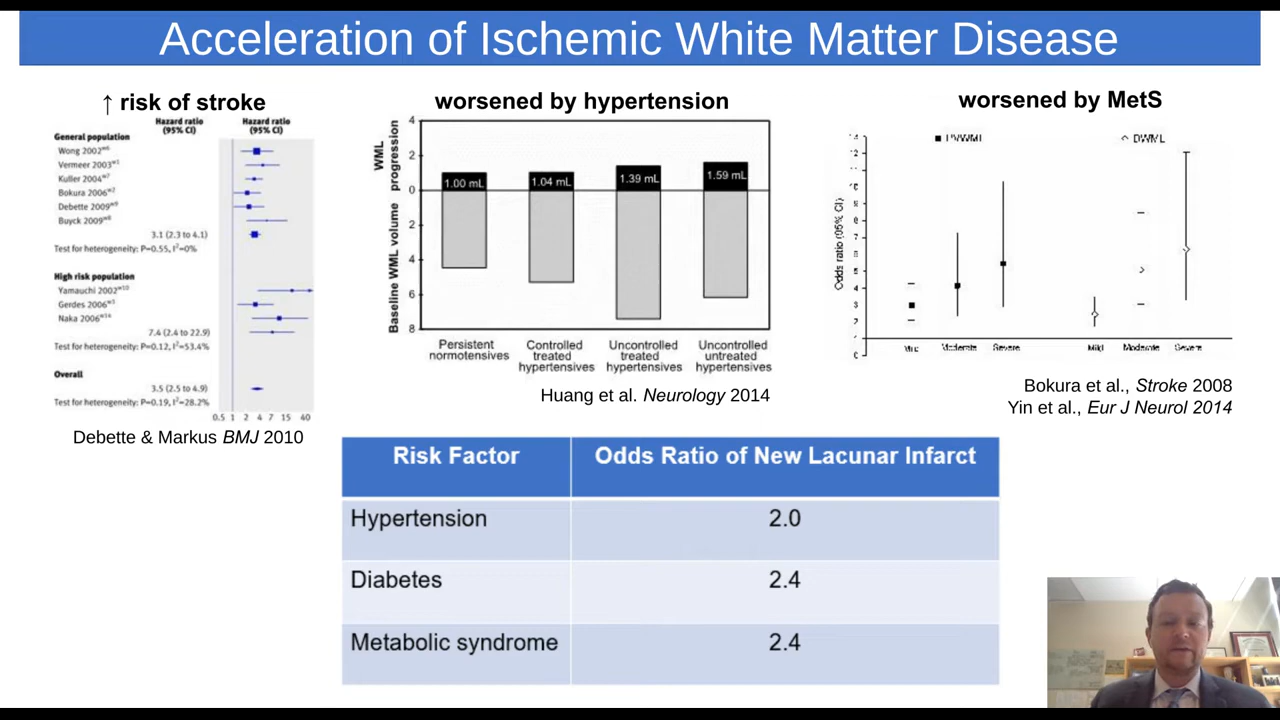 Acceleration of Ischemic White Matter Disease
↑ risk of stroke
Hazard ratio (95% CI)
Hazard ratio (95% CI)
General population
Wong 2002
Vermeer 2003
Kuller 2004
Bokura 2006
Debette 2009
Buyck 2009
3.1 (2.3 to 4.1)
Test for heterogeneity: P=0.55, I²=0%
High risk population
Yamauchi 2002
Gerdes 2006
Naka 2006
7.4 (2.4 to 22.9)
Test for heterogeneity: P=0.12, I²=53.4%
Overall
3.5 (2.5 to 4.9)
Test for heterogeneity: P=0.19, I²=28.2%
0.5 1 2 4 7 15 40
Debette & Markus BMJ 2010
worsened by hypertension
WML progression
Baseline WML volume
4
2
0
2
4
6
8
1.00 mL
1.04 mL
1.39 mL
1.59 mL
Persistent normotensives
Controlled treated hypertensives
Uncontrolled treated hypertensives
Uncontrolled untreated hypertensives
Huang et al. Neurology 2014
worsened by MetS
DWML
Odds ratio (95% CI)
Moderate
Severe
Mild
Moderate
Severe
Bokura et al., Stroke 2008
Yin et al., Eur J Neurol 2014
Risk Factor
Odds Ratio of New Lacunar Infarct
Hypertension
2.0
Diabetes
2.4
Metabolic syndrome
2.4